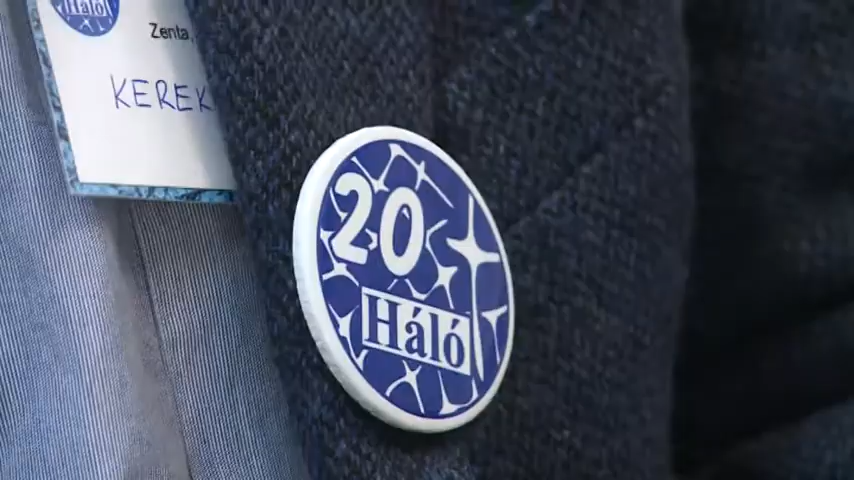 Háló
Zenta,
KEREK
20
Háló